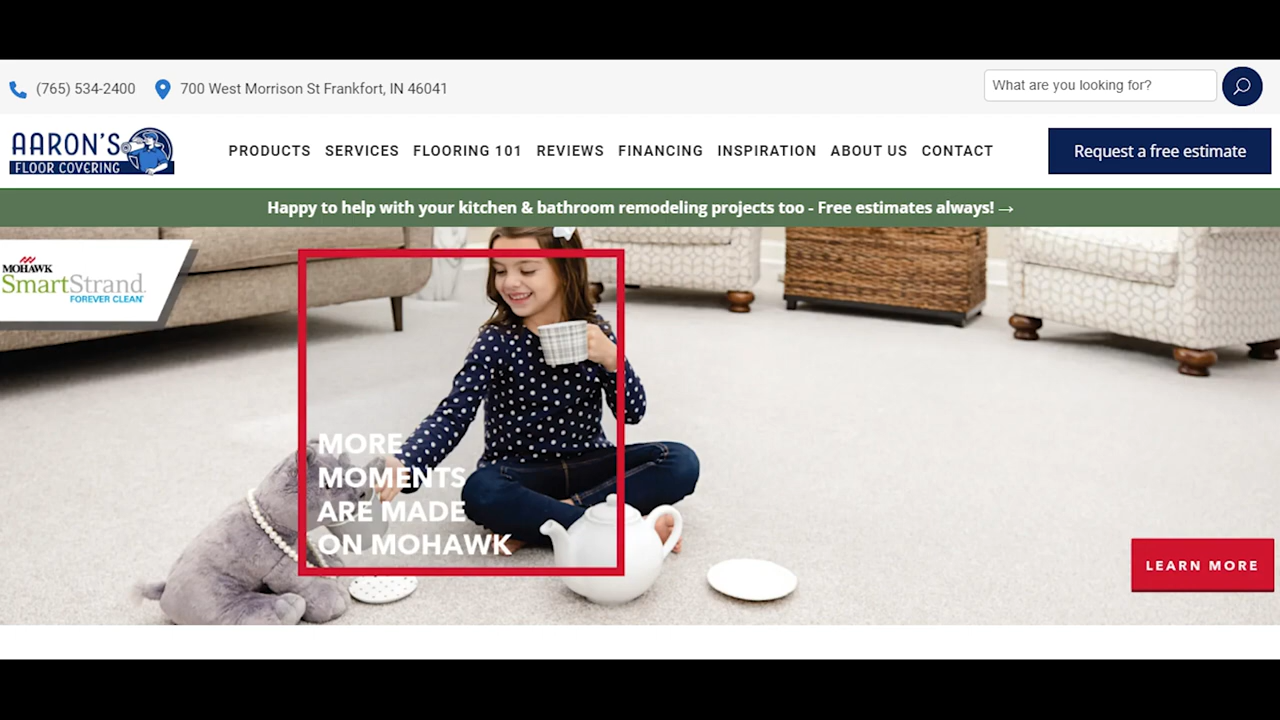 (765) 534-2400
700 West Morrison St Frankfort, IN 46041
What are you looking for?
AARON'S
FLOOR COVERING
PRODUCTS SERVICES FLOORING 101 REVIEWS FINANCING INSPIRATION ABOUT US CONTACT
Request a free estimate
Happy to help with your kitchen & bathroom remodeling projects too - Free estimates always! →
MOHAWK
SmartStrand
FOREVER CLEAN
MORE
MOMENTS
ARE MADE
ON MOHAWK
LEARN MORE